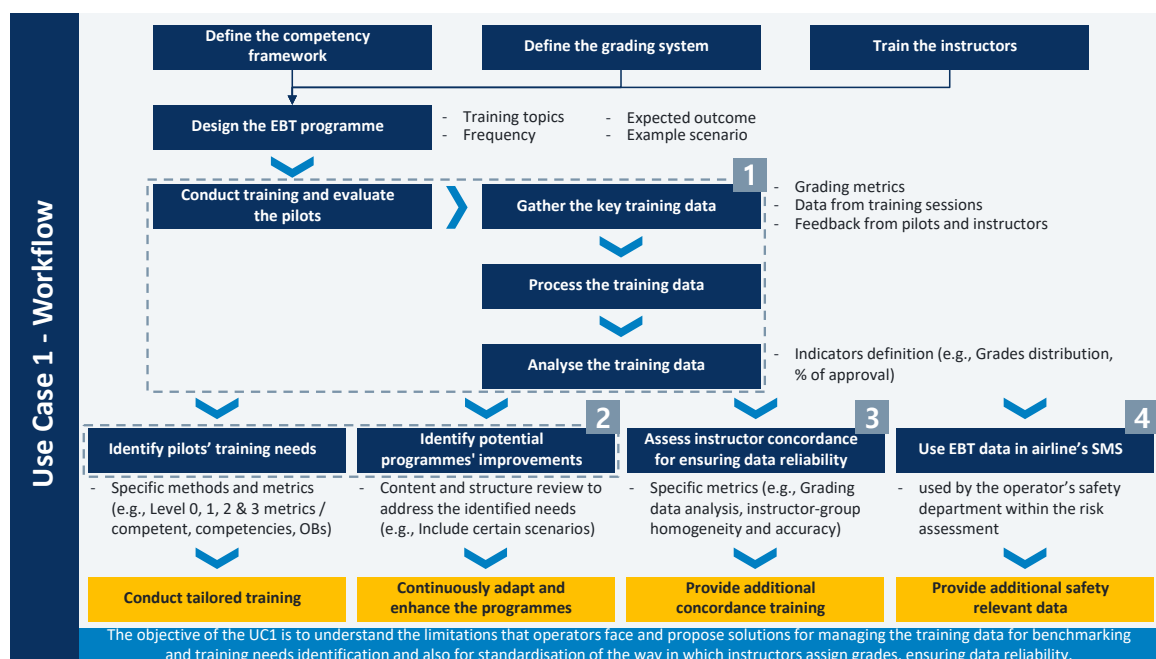 Use Case 1 - Workflow
Define the competency
framework
Define the grading system
Train the instructors
Design the EBT programme
- Training topics
- Frequency
- Expected outcome
- Example scenario
Conduct training and evaluate
the pilots
1
Gather the key training data
- Grading metrics
- Data from training sessions
- Feedback from pilots and instructors
Process the training data
Analyse the training data
- Indicators definition (e.g., Grades distribution,
% of approval)
Identify pilots' training needs
- Specific methods and metrics
(e.g., Level 0, 1, 2 & 3 metrics /
competent, competencies, OBs)
Conduct tailored training
2
Identify potential
programmes' improvements
- Content and structure review to
address the identified needs
(e.g., Include certain scenarios)
Continuously adapt and
enhance the programmes
3
Assess instructor concordance
for ensuring data reliability
- Specific metrics (e.g., Grading
data analysis, instructor-group
homogeneity and accuracy)
Provide additional
concordance training
4
Use EBT data in airline's SMS
- used by the operator's safety
department within the risk
assessment
Provide additional safety
relevant data
The objective of the UC1 is to understand the limitations that operators face and propose solutions for managing the training data for benchmarking
and training needs identification and also for standardisation of the way in which instructors assign grades, ensuring data reliability.